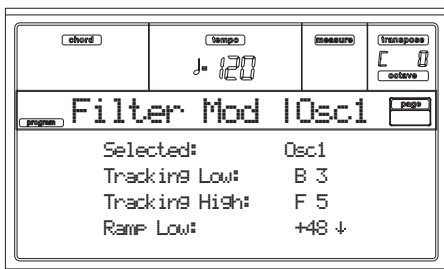 chord tempo measure transpose
♩= 120 [ 0
octave
program Filter Mod |Osc1 page
Selected: Osc1
Tracking Low: B 3
Tracking High: F 5
Ramp Low: +48 ↓